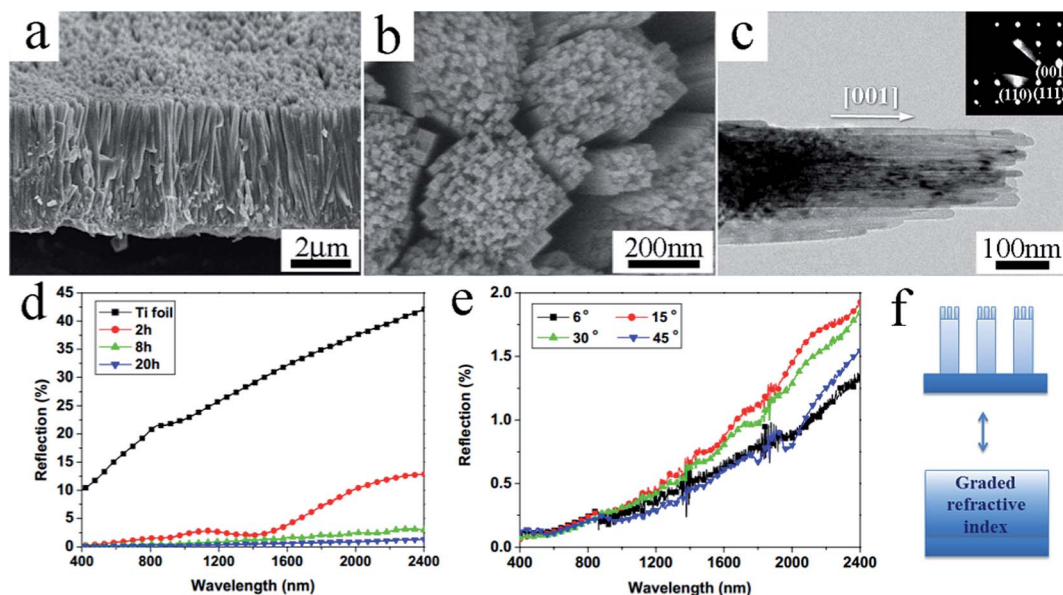 a
2μm
b
200nm
c
[001]
(001)
(110)
(111)
100nm
d
45
40
35
30
25
20
15
10
5
0
Reflection (%)
Ti foil
2h
8h
20h
400 800 1200 1600 2000 2400
Wavelength (nm)
e
2.0
1.5
1.0
0.5
0.0
Reflection (%)
6° 15°
30° 45°
400 800 1200 1600 2000 2400
Wavelength (nm)
f
Graded
refractive
index